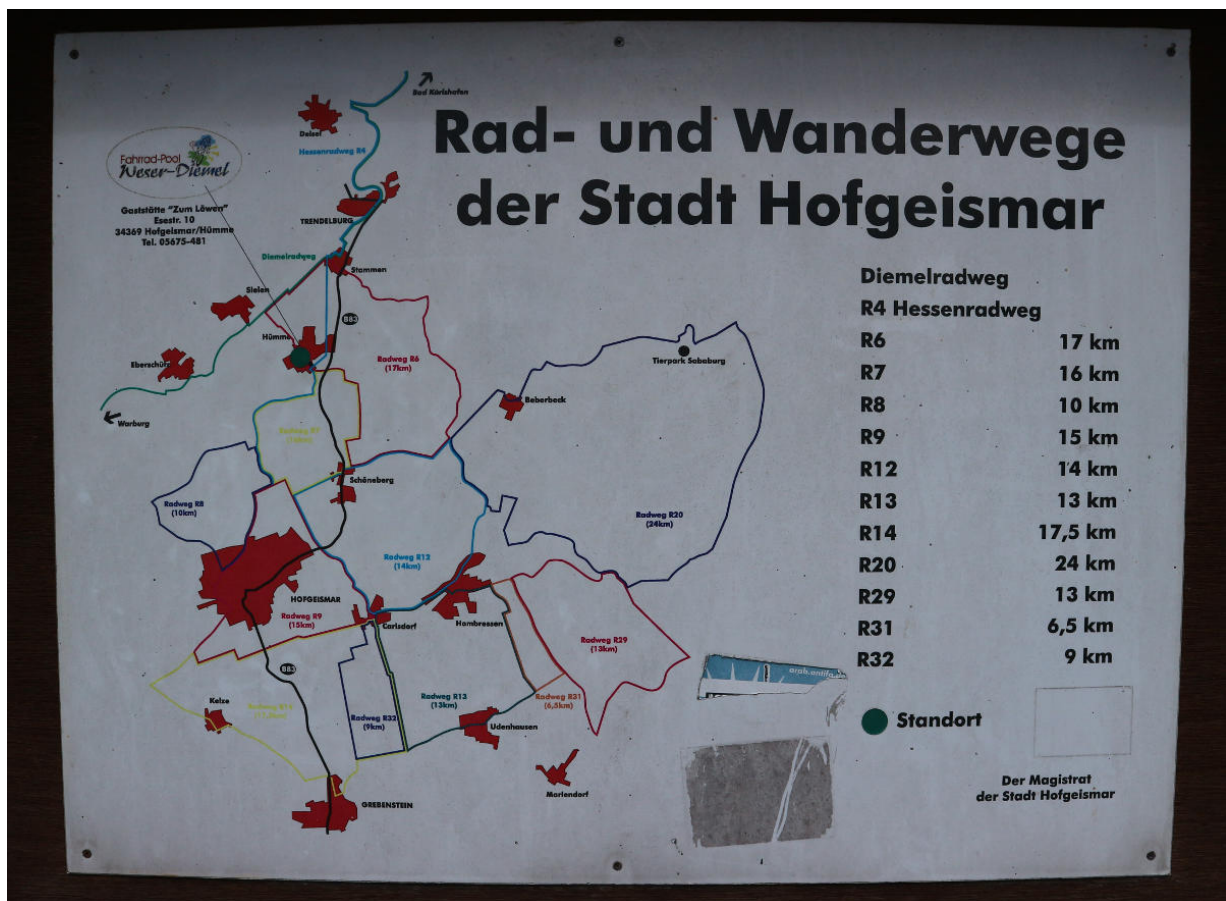 Rad- und Wanderwege
der Stadt Hofgeismar
Fahrrad-Pool
Weser-Diemel
Gaststätte "Zum Löwen"
Esestr. 10
34369 Hofgeismar/Hümme
Tel. 05675-481
Bad Karlshafen
Deisel
Hessenradweg R4
TRENDELBURG
Diemelradweg
Stammen
Sielen
B83
Hümme
Eberschütz
Warburg
Radweg R6
(17km)
Tierpark Sababurg
Beberbeck
Schöneberg
Radweg R8
(10km)
Radweg R20
(24km)
Radweg R12
(14km)
HOFGEISMAR
Radweg R9
(15km)
Carlsdorf
Hombressen
Radweg R29
(13km)
B83
Kelze
Radweg R32
(9km)
Radweg R13
(13km)
Radweg R31
(6,5km)
Udenhausen
Mariendorf
GREBENSTEIN
Diemelradweg
R4 Hessenradweg
R6 17 km
R7 16 km
R8 10 km
R9 15 km
R12 14 km
R13 13 km
R14 17,5 km
R20 24 km
R29 13 km
R31 6,5 km
R32 9 km
Standort
Der Magistrat
der Stadt Hofgeismar